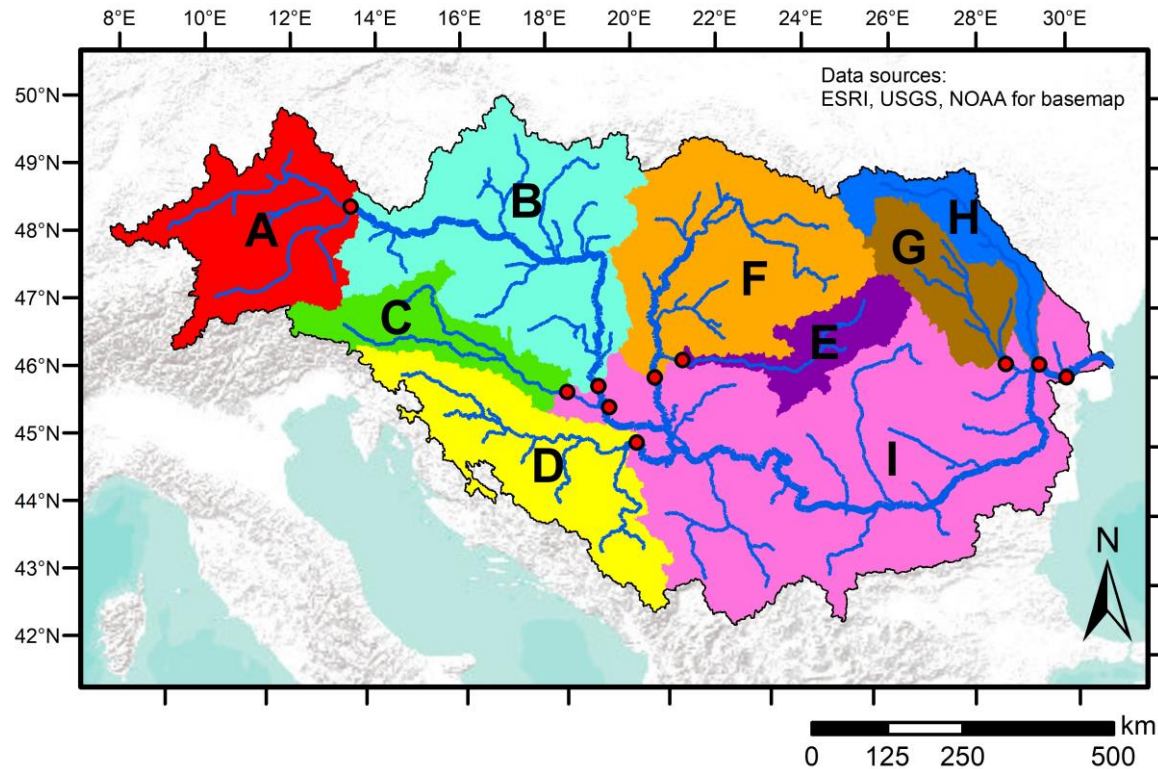 8°E 10°E 12°E 14°E 16°E 18°E 20°E 22°E 24°E 26°E 28°E 30°E
Data sources:
ESRI, USGS, NOAA for basemap
50°N
49°N
48°N
47°N
46°N
45°N
44°N
43°N
42°N
A
B
C
D
E
F
G
H
I
N
km
0 125 250 500